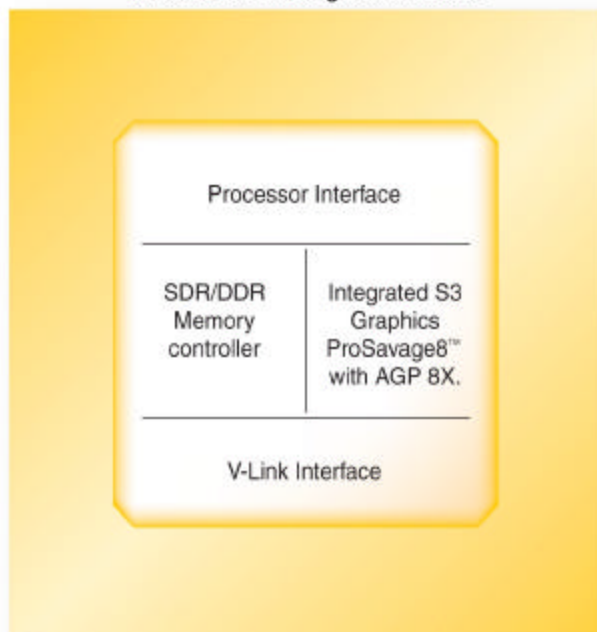 Processor Interface
SDR/DDR
Memory
controller
Integrated S3
Graphics
ProSavage8™
with AGP 8X.
V-Link Interface